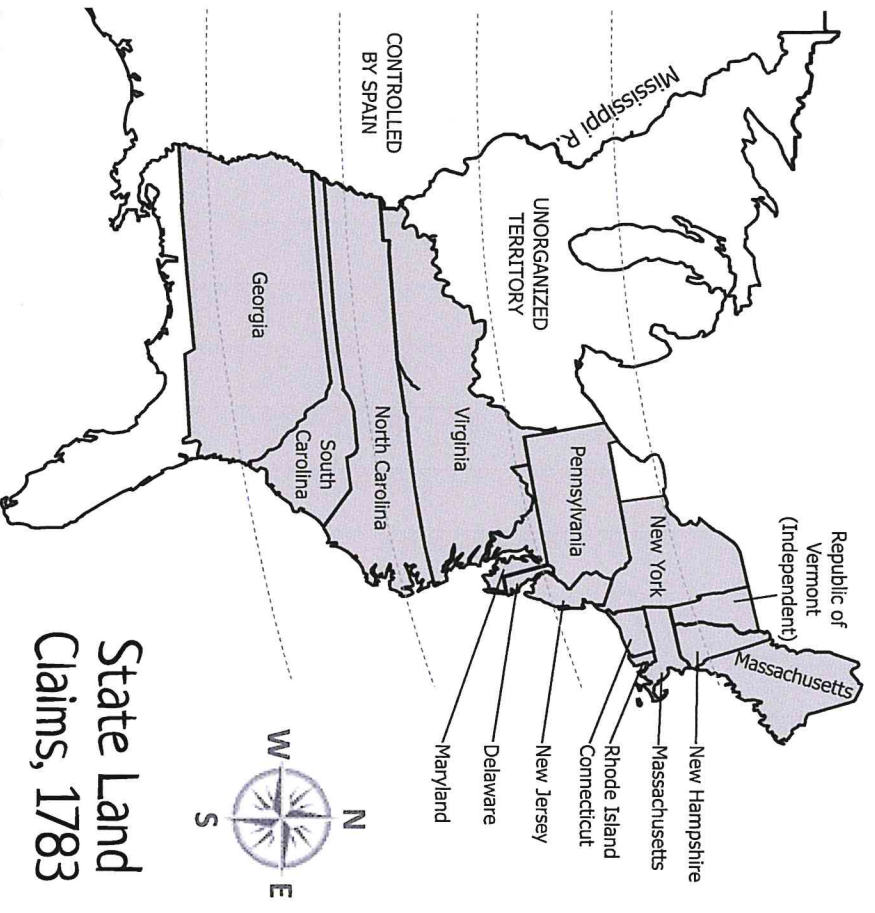 Mississippi R.
CONTROLLED
BY SPAIN
UNORGANIZED
TERRITORY
Republic of
Vermont
(Independent)
Massachusetts
New York
Pennsylvania
Virginia
North Carolina
South
Carolina
Georgia
New Hampshire
Massachusetts
Rhode Island
Connecticut
New Jersey
Delaware
Maryland
N
W
E
S
State Land
Claims, 1783